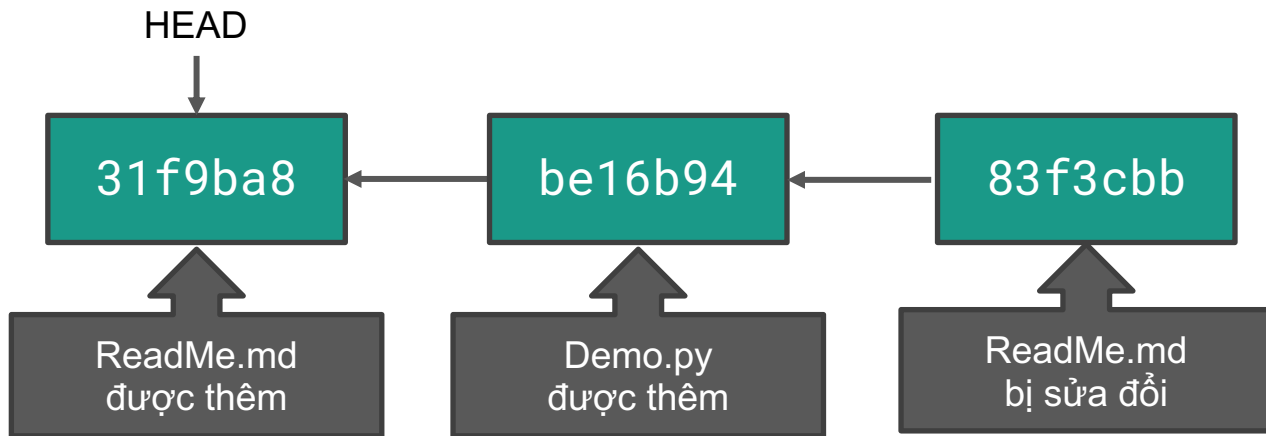 HEAD
31f9ba8
be16b94
83f3cbb
ReadMe.md
được thêm
Demo.py
được thêm
ReadMe.md
bị sửa đổi